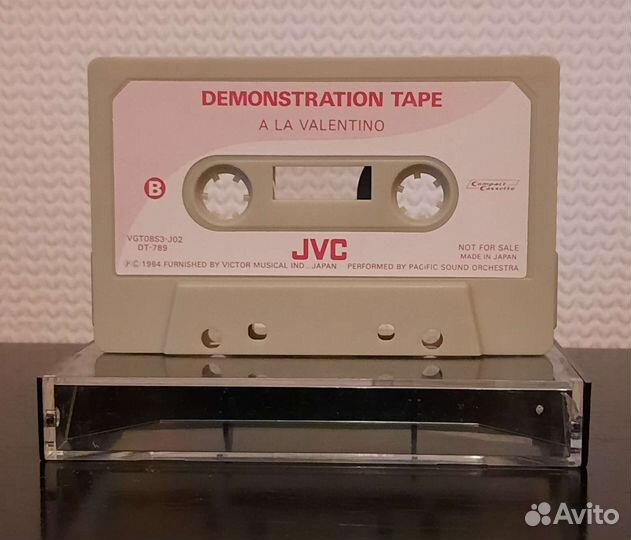 DEMONSTRATION TAPE
A LA VALENTINO
B
Compact
Cassette
VGT08S3-J02
DT-789
JVC
NOT FOR SALE
MADE IN JAPAN
℗© 1984 FURNISHED BY VICTOR MUSICAL IND., JAPAN PERFORMED BY PACIFIC SOUND ORCHESTRA
Avito